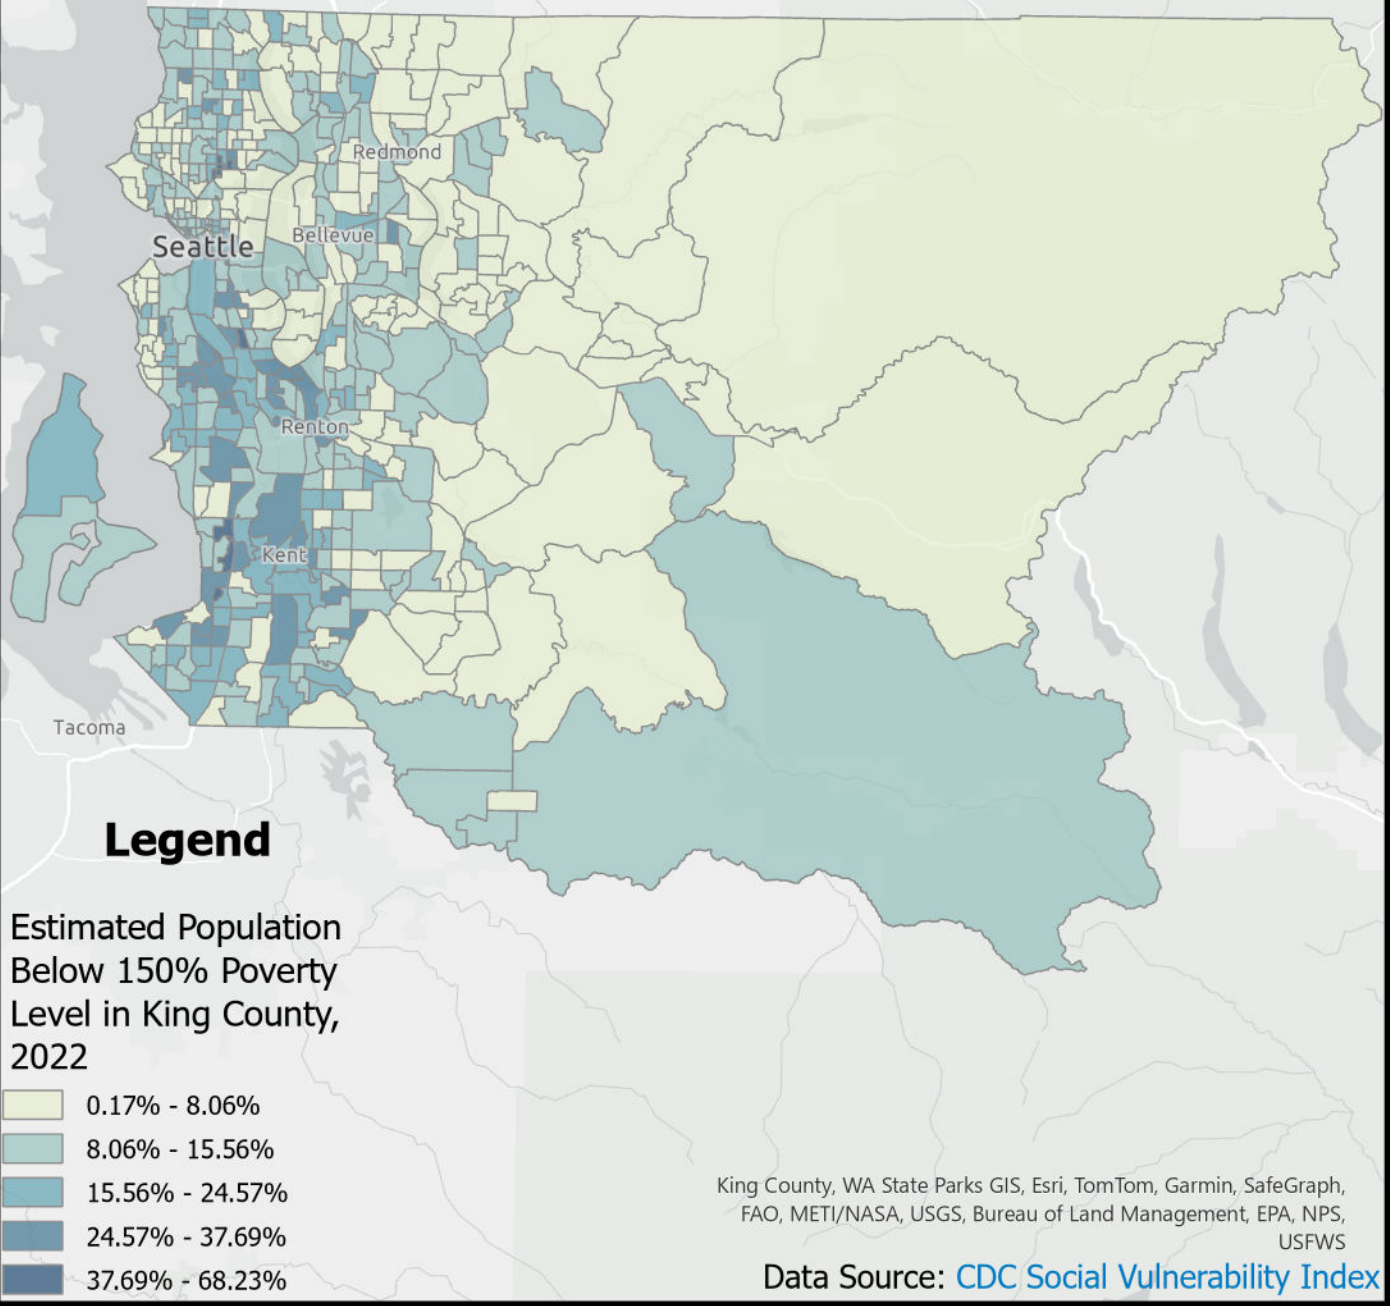 Redmond
Bellevue
Seattle
Renton
Kent
Tacoma
Legend
Estimated Population
Below 150% Poverty
Level in King County,
2022
0.17% - 8.06%
8.06% - 15.56%
15.56% - 24.57%
24.57% - 37.69%
37.69% - 68.23%
King County, WA State Parks GIS, Esri, TomTom, Garmin, SafeGraph,
FAO, METI/NASA, USGS, Bureau of Land Management, EPA, NPS,
USFWS
Data Source: CDC Social Vulnerability Index